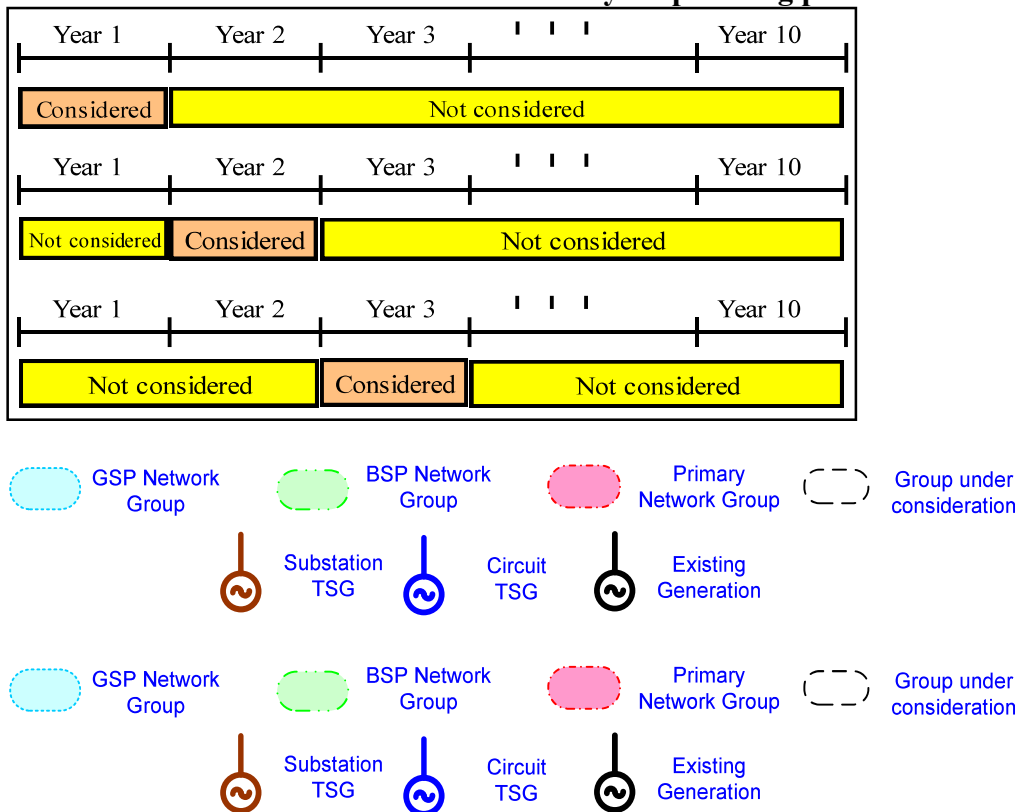 Year 1 Year 2 Year 3 Year 10
Considered Not considered
Year 1 Year 2 Year 3 Year 10
Not considered Considered Not considered
Year 1 Year 2 Year 3 Year 10
Not considered Considered Not considered
GSP Network Group
BSP Network Group
Primary Network Group
Group under consideration
Substation TSG
Circuit TSG
Existing Generation
GSP Network Group
BSP Network Group
Primary Network Group
Group under consideration
Substation TSG
Circuit TSG
Existing Generation